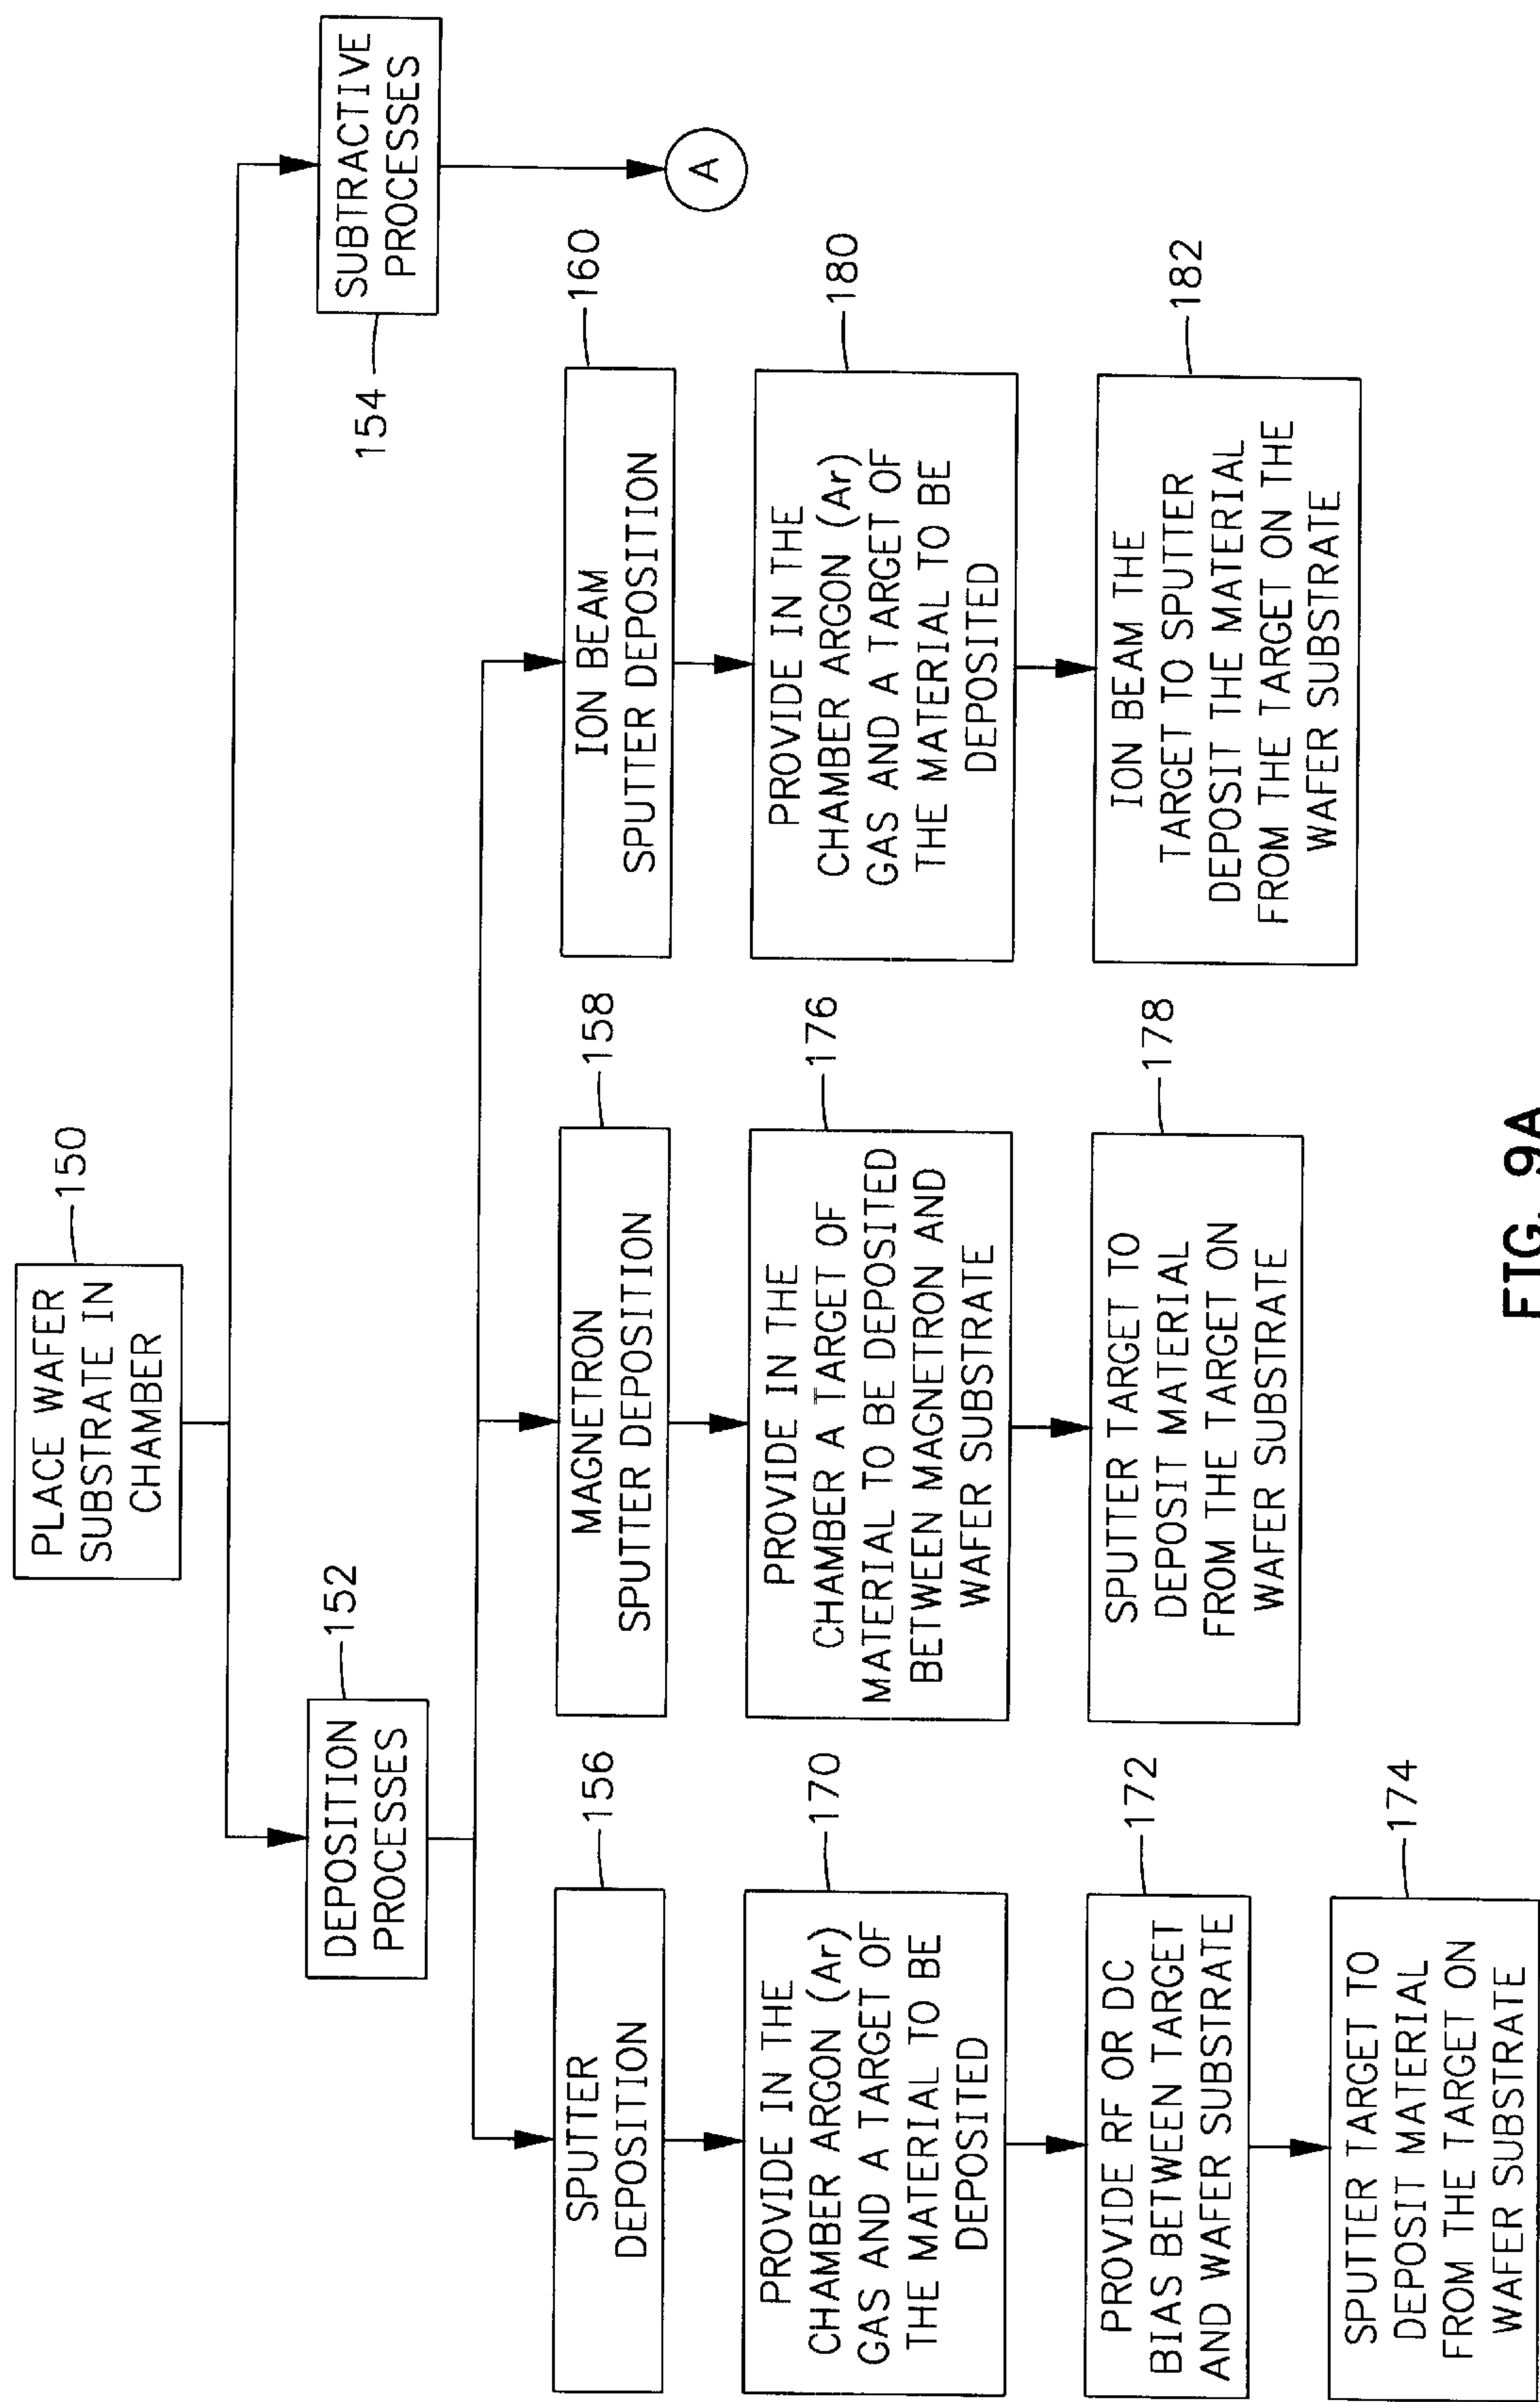 PLACE WAFER
SUBSTRATE IN
CHAMBER
150
DEPOSITION
PROCESSES
152
SUBTRACTIVE
PROCESSES
154
A
SPUTTER
DEPOSITION
156
PROVIDE IN THE
CHAMBER ARGON (Ar)
GAS AND A TARGET OF
THE MATERIAL TO BE
DEPOSITED
170
PROVIDE RF OR DC
BIAS BETWEEN TARGET
AND WAFER SUBSTRATE
172
SPUTTER TARGET TO
DEPOSIT MATERIAL
FROM THE TARGET ON
WAFER SUBSTRATE
174
MAGNETRON
SPUTTER DEPOSITION
158
PROVIDE IN THE
CHAMBER A TARGET OF
MATERIAL TO BE DEPOSITED
BETWEEN MAGNETRON AND
WAFER SUBSTRATE
176
SPUTTER TARGET TO
DEPOSIT MATERIAL
FROM THE TARGET ON
WAFER SUBSTRATE
178
ION BEAM
SPUTTER DEPOSITION
160
PROVIDE IN THE
CHAMBER ARGON (Ar)
GAS AND A TARGET OF
THE MATERIAL TO BE
DEPOSITED
180
ION BEAM THE
TARGET TO SPUTTER
DEPOSIT THE MATERIAL
FROM THE TARGET ON THE
WAFER SUBSTRATE
182
FIG. 9A